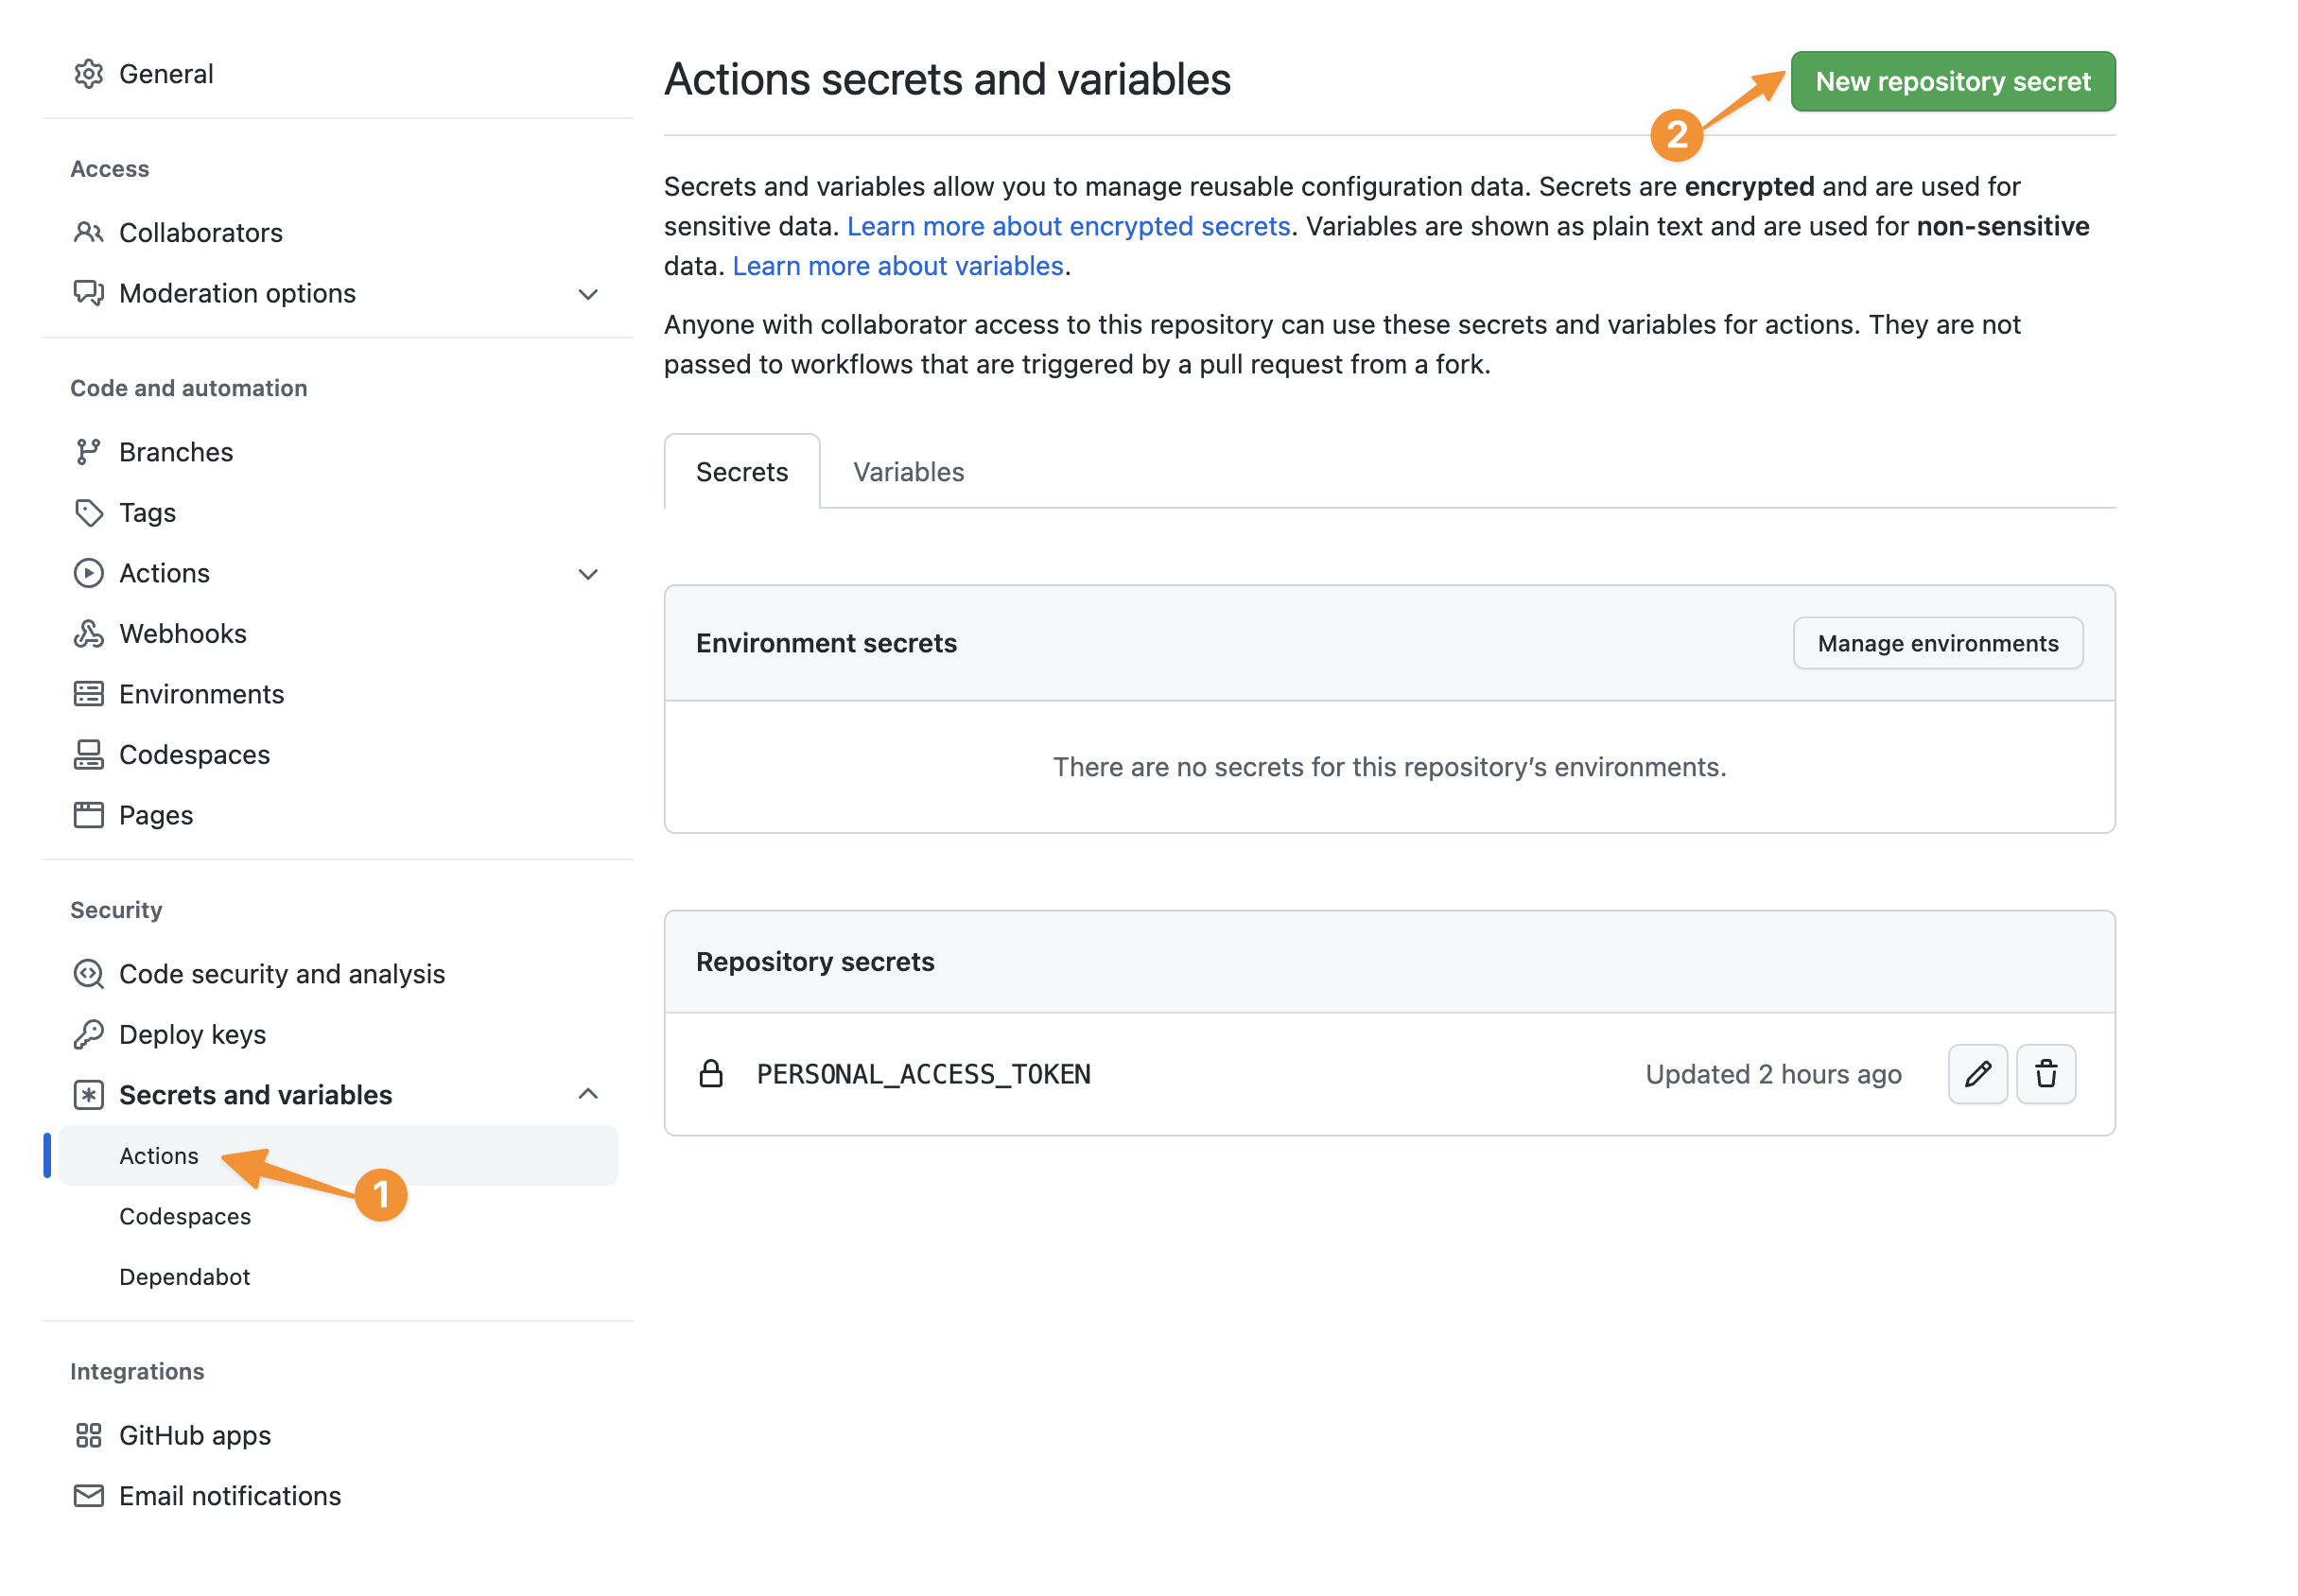 General
Access
Collaborators
Moderation options
Code and automation
Branches
Tags
Actions
Webhooks
Environments
Codespaces
Pages
Security
Code security and analysis
Deploy keys
Secrets and variables
Actions
1
Codespaces
Dependabot
Integrations
GitHub apps
Email notifications
Actions secrets and variables
New repository secret
2
Secrets and variables allow you to manage reusable configuration data. Secrets are encrypted and are used for
sensitive data. Learn more about encrypted secrets. Variables are shown as plain text and are used for non-sensitive
data. Learn more about variables.
Anyone with collaborator access to this repository can use these secrets and variables for actions. They are not
passed to workflows that are triggered by a pull request from a fork.
Secrets
Variables
Environment secrets
Manage environments
There are no secrets for this repository’s environments.
Repository secrets
PERSONAL_ACCESS_TOKEN
Updated 2 hours ago